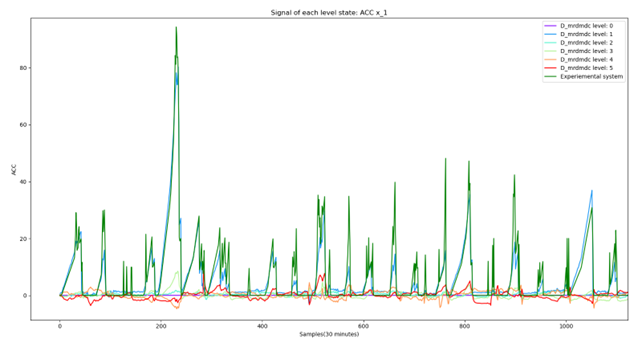 Signal of each level state: ACC x_1
D_mrdmdc level: 0
D_mrdmdc level: 1
D_mrdmdc level: 2
D_mrdmdc level: 3
D_mrdmdc level: 4
D_mrdmdc level: 5
Experiemental system
80
60
40
20
0
ACC
0 200 400 600 800 1000
Samples(30 minutes)